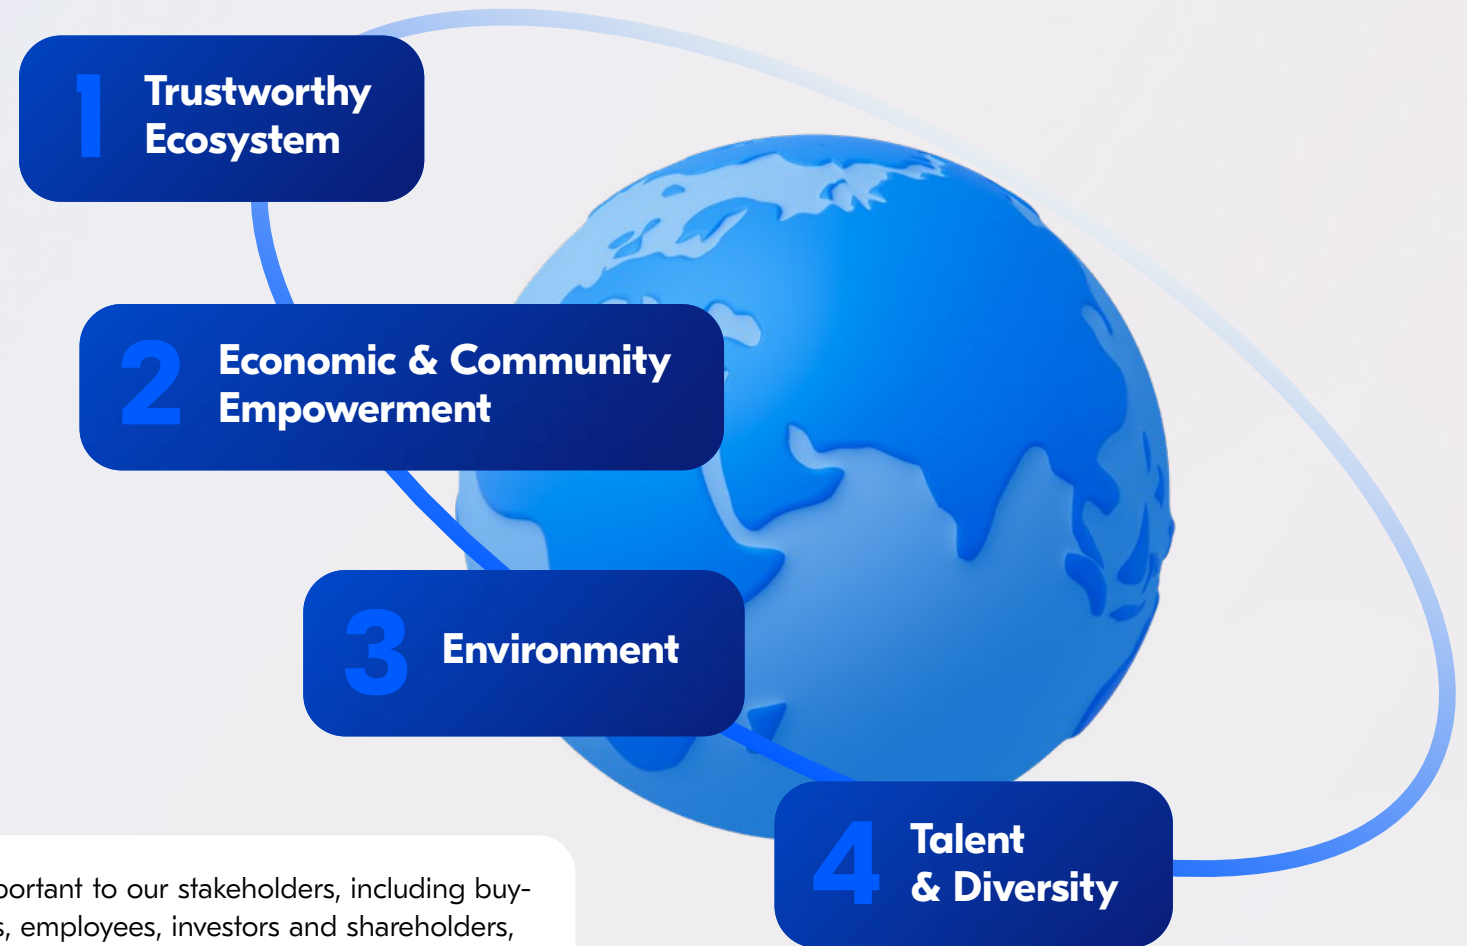 1
Trustworthy
Ecosystem
2
Economic & Community
Empowerment
3
Environment
4
Talent
& Diversity
to our stakeholders, including buy-
employees, investors and shareholders,